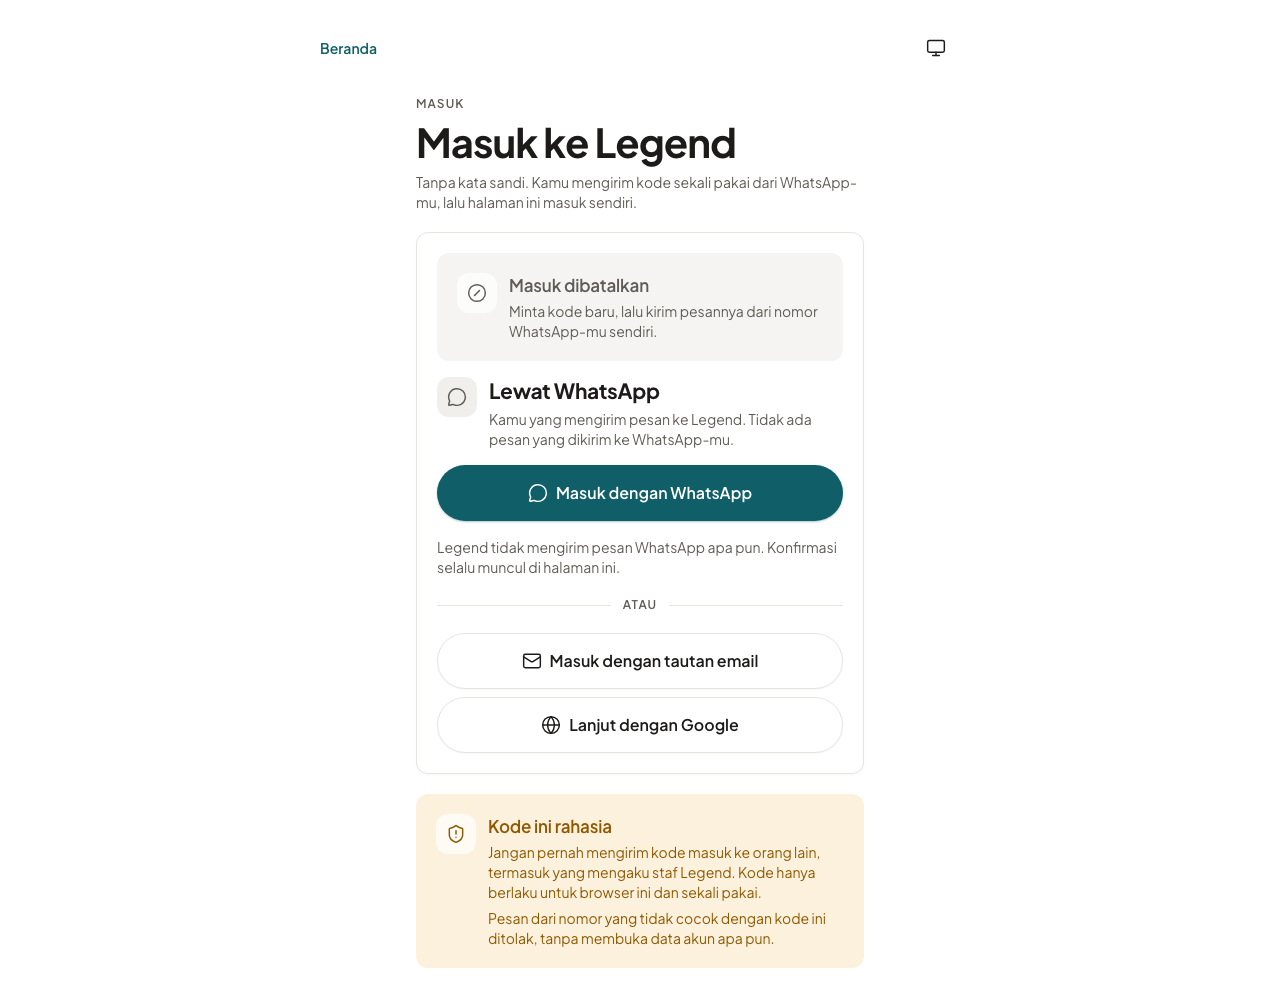 Beranda
MASUK
Masuk ke Legend
Tanpa kata sandi. Kamu mengirim kode sekali pakai dari WhatsApp-
mu, lalu halaman ini masuk sendiri.
Masuk dibatalkan
Minta kode baru, lalu kirim pesannya dari nomor
WhatsApp-mu sendiri.
Lewat WhatsApp
Kamu yang mengirim pesan ke Legend. Tidak ada
pesan yang dikirim ke WhatsApp-mu.
Masuk dengan WhatsApp
Legend tidak mengirim pesan WhatsApp apa pun. Konfirmasi
selalu muncul di halaman ini.
ATAU
Masuk dengan tautan email
Lanjut dengan Google
Kode ini rahasia
Jangan pernah mengirim kode masuk ke orang lain,
termasuk yang mengaku staf Legend. Kode hanya
berlaku untuk browser ini dan sekali pakai.
Pesan dari nomor yang tidak cocok dengan kode ini
ditolak, tanpa membuka data akun apa pun.